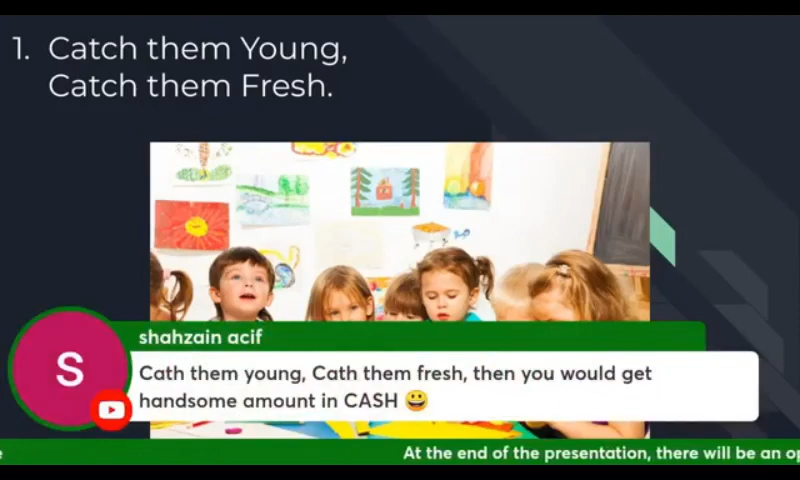 1. Catch them Young,
Catch them Fresh.
shahzain acif
S
Cath them young, Cath them fresh, then you would get
handsome amount in CASH 😀
e
At the end of the presentation, there will be an op